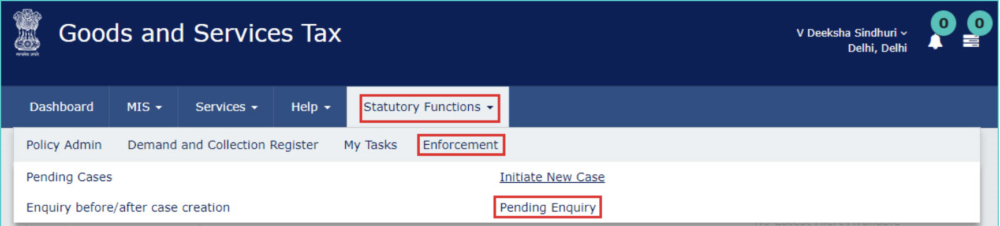 Goods and Services Tax
V Deeksha Sindhuri
Delhi, Delhi
0
0
Dashboard
MIS
Services
Help
Statutory Functions
Policy Admin
Demand and Collection Register
My Tasks
Enforcement
Pending Cases
Initiate New Case
Enquiry before/after case creation
Pending Enquiry